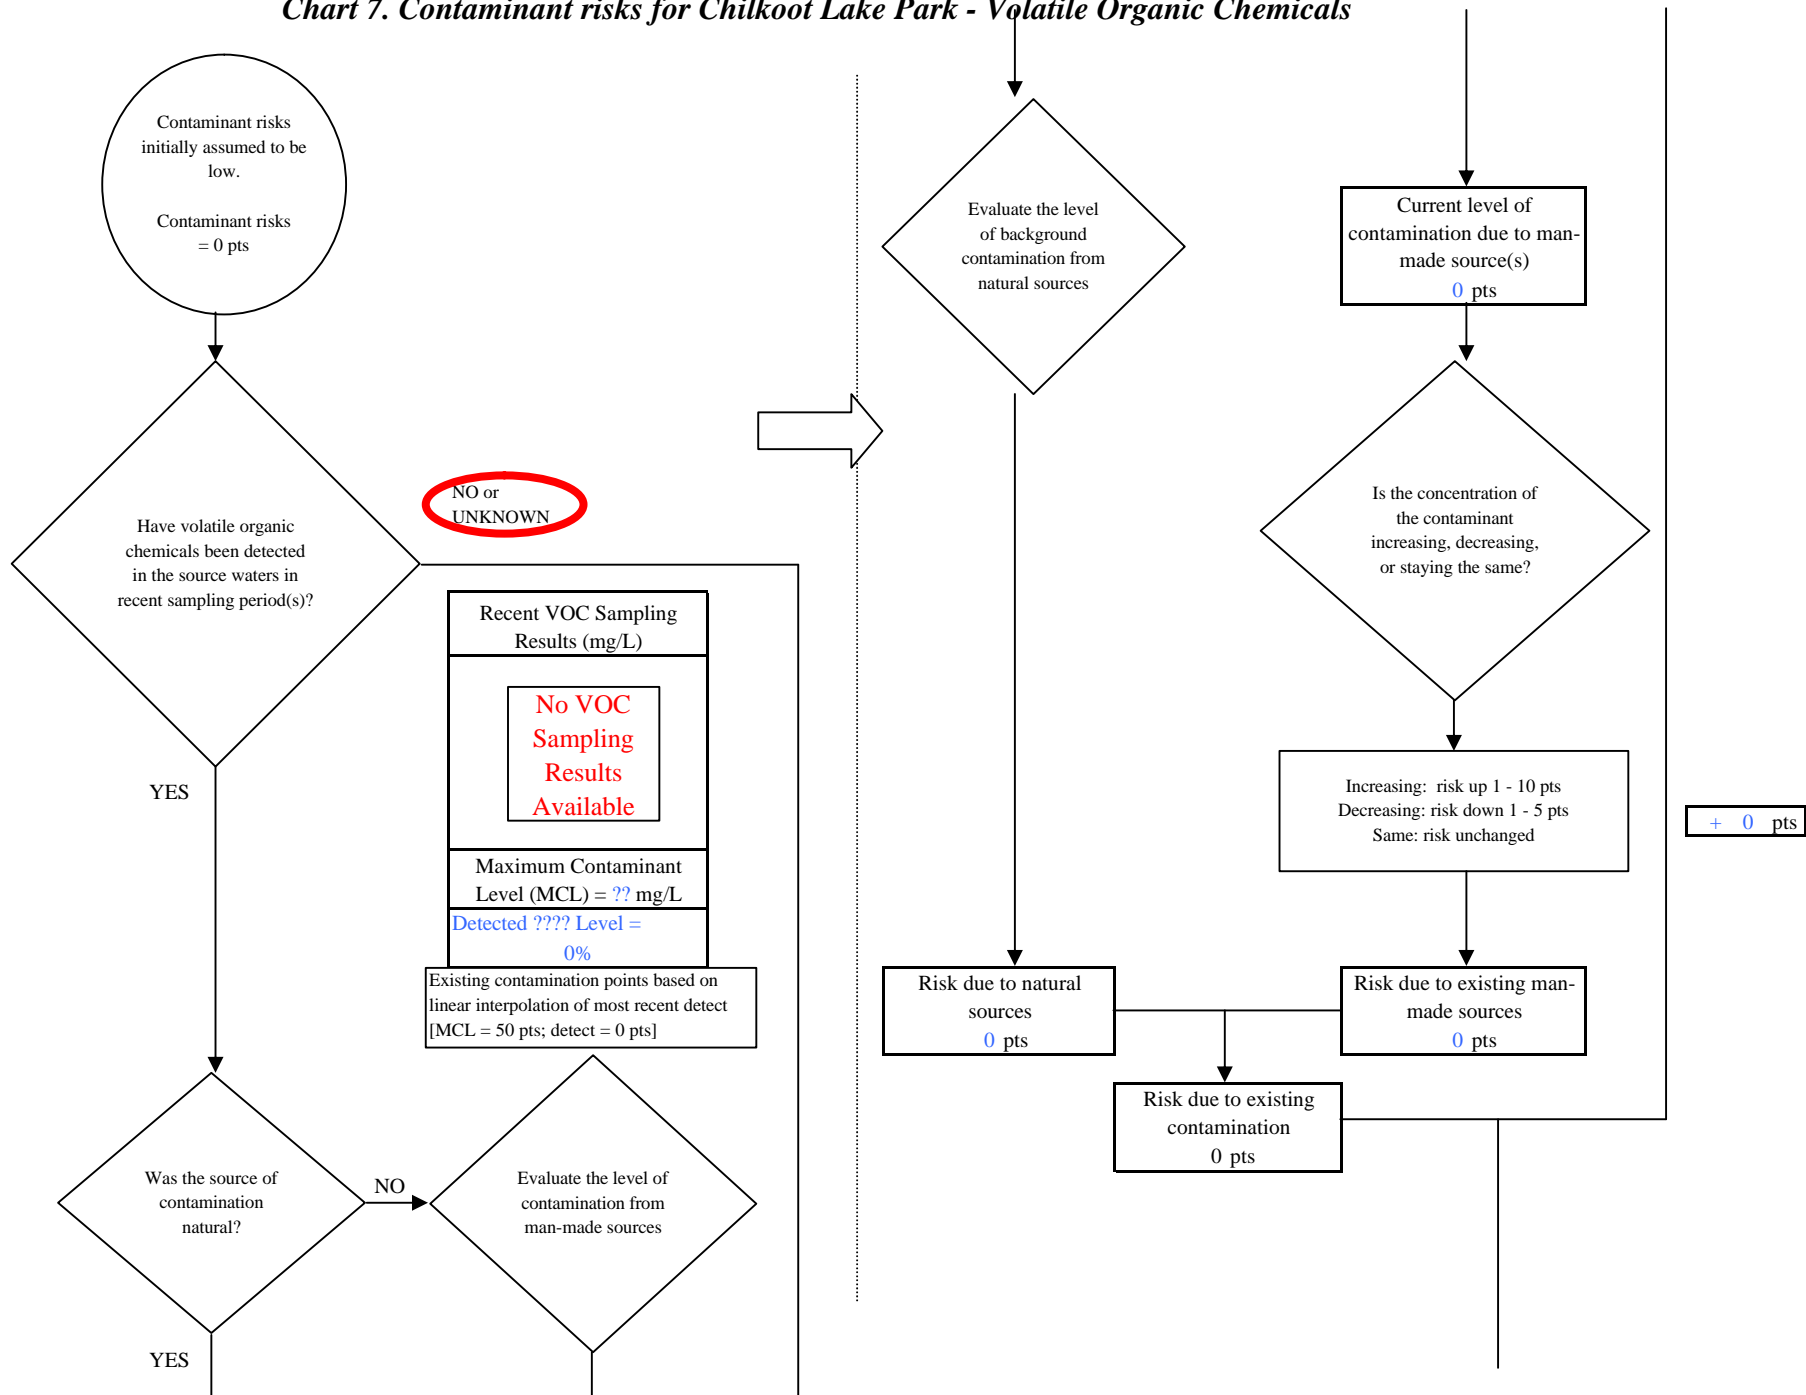 Chart 7. Contaminant risks for Chilkoot Lake Park - Volatile Organic Chemicals
Contaminant risks
initially assumed to be
low.
Contaminant risks
= 0 pts
Have volatile organic
chemicals been detected
in the source waters in
recent sampling period(s)?
NO or
UNKNOWN
YES
Recent VOC Sampling
Results (mg/L)
No VOC
Sampling
Results
Available
Maximum Contaminant
Level (MCL) = ?? mg/L
Detected ???? Level =
0%
Existing contamination points based on
linear interpolation of most recent detect
[MCL = 50 pts; detect = 0 pts]
Was the source of
contamination
natural?
NO
YES
Evaluate the level of
contamination from
man-made sources
Evaluate the level
of background
contamination from
natural sources
Current level of
contamination due to man-
made source(s)
0 pts
Is the concentration of
the contaminant
increasing, decreasing,
or staying the same?
Increasing: risk up 1 - 10 pts
Decreasing: risk down 1 - 5 pts
Same: risk unchanged
+ 0 pts
Risk due to natural
sources
0 pts
Risk due to existing man-
made sources
0 pts
Risk due to existing
contamination
0 pts